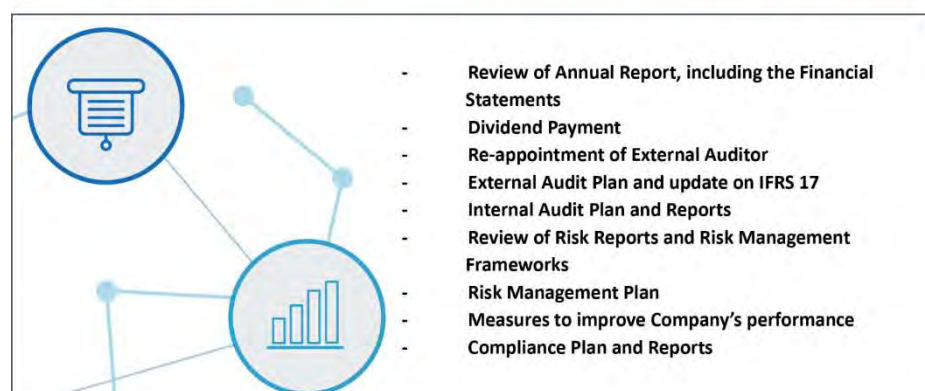 - Review of Annual Report, including the Financial
Statements
- Dividend Payment
- Re-appointment of External Auditor
- External Audit Plan and update on IFRS 17
- Internal Audit Plan and Reports
- Review of Risk Reports and Risk Management
Frameworks
- Risk Management Plan
- Measures to improve Company’s performance
- Compliance Plan and Reports